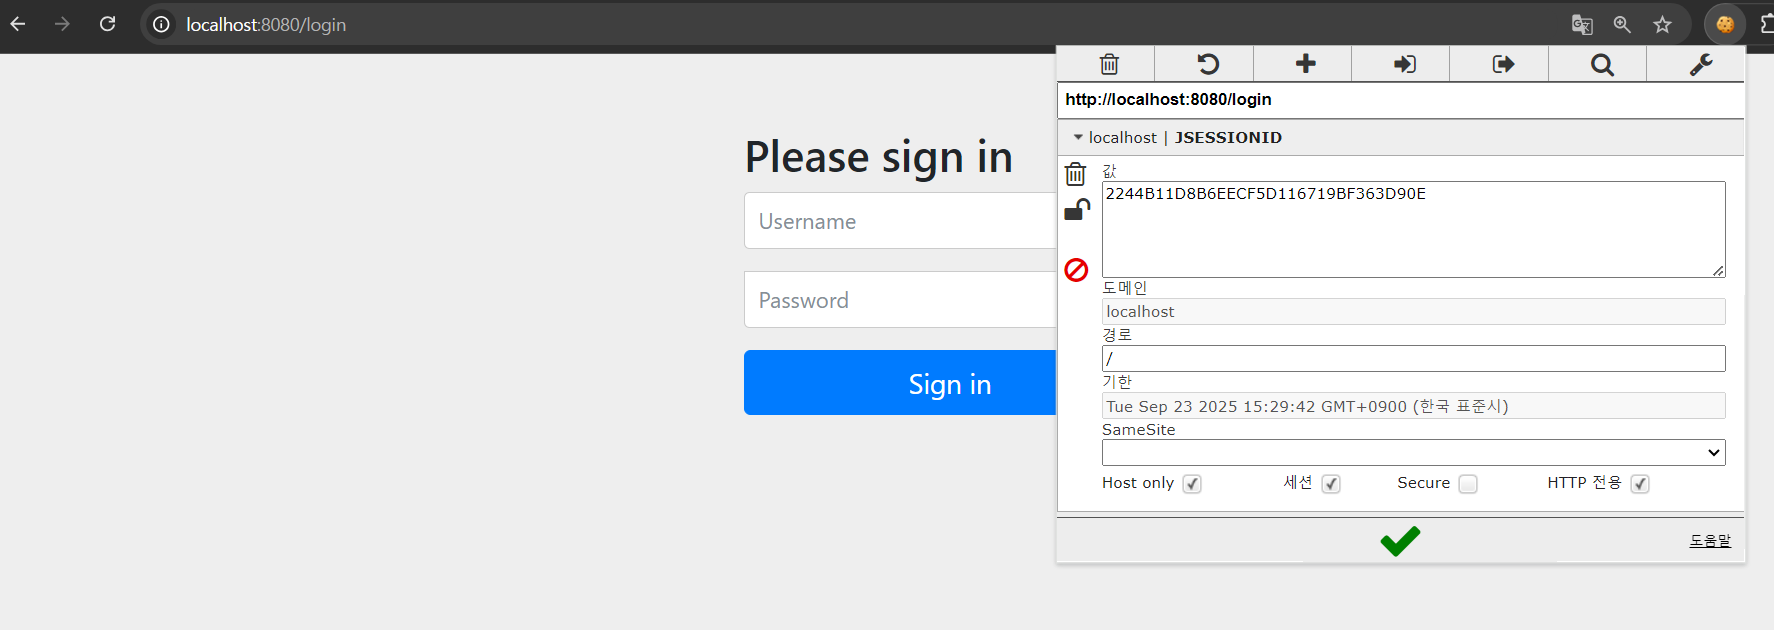 localhost:8080/login
Please sign in
Username
Password
Sign in
http://localhost:8080/login
localhost | JSESSIONID
값
2244B11D8B6EECF5D116719BF363D90E
도메인
localhost
경로
/
기한
Tue Sep 23 2025 15:29:42 GMT+0900 (한국 표준시)
SameSite
Host only 세션 Secure HTTP 전용
도움말